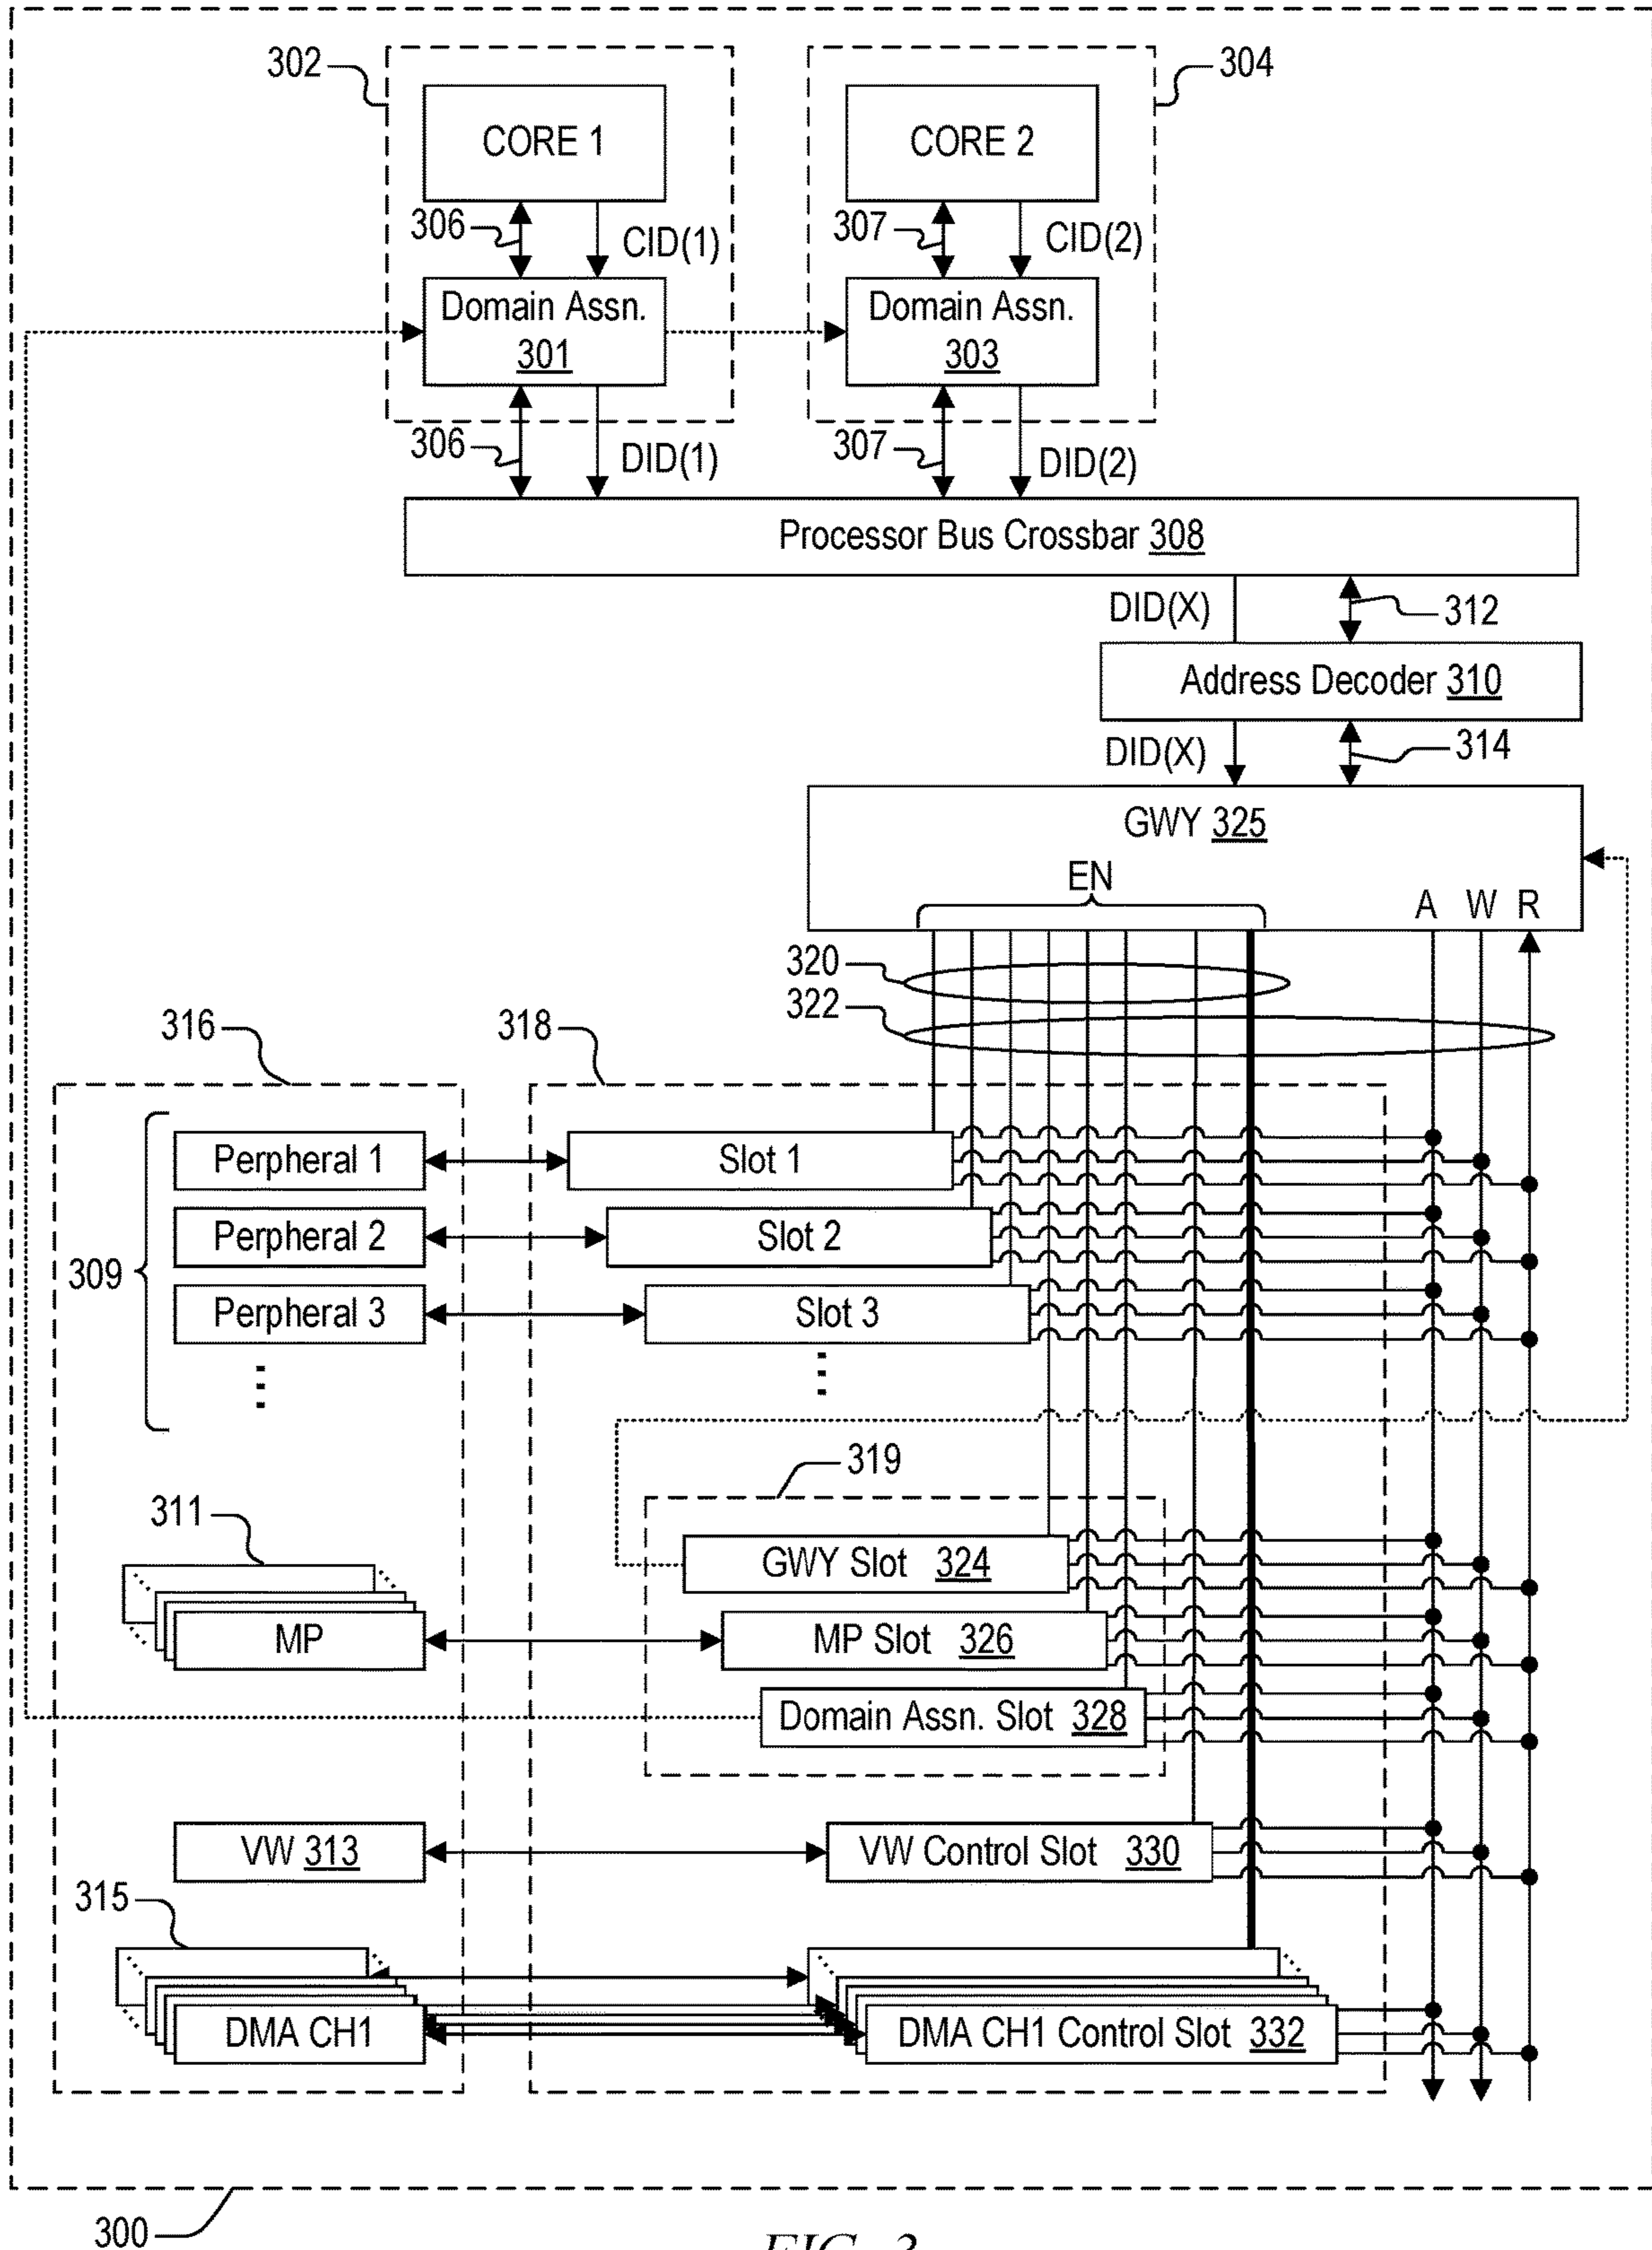 302
304
CORE 1
CORE 2
306
CID(1)
307
CID(2)
Domain Assn.
301
Domain Assn.
303
306
DID(1)
307
DID(2)
Processor Bus Crossbar 308
DID(X)
312
Address Decoder 310
DID(X)
314
GWY 325
EN
A W R
320
322
316
318
Perpheral 1
Slot 1
Perpheral 2
Slot 2
309
Perpheral 3
Slot 3
319
311
GWY Slot 324
MP
MP Slot 326
Domain Assn. Slot 328
VW 313
VW Control Slot 330
315
DMA CH1
DMA CH1 Control Slot 332
300
FIG. 3